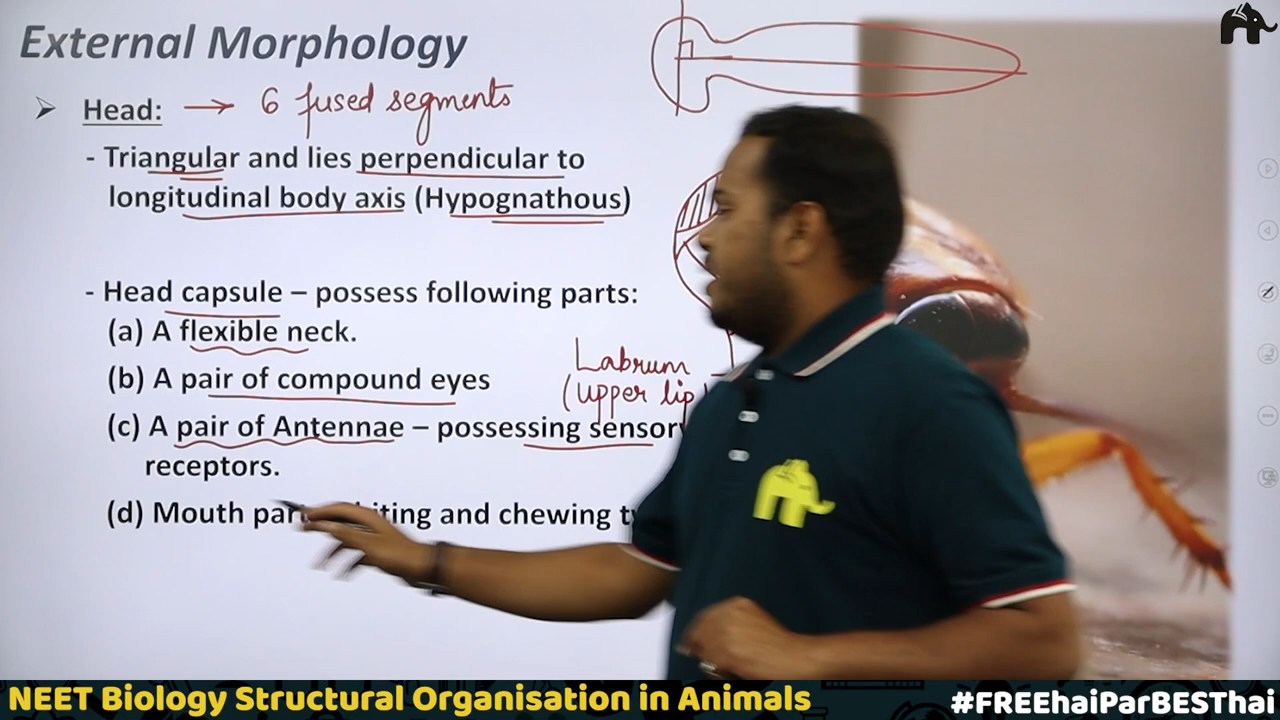 External Morphology
Head: → 6 fused segments
- Triangular and lies perpendicular to
longitudinal body axis (Hypognathous)
- Head capsule – possess following parts:
(a) A flexible neck.
(b) A pair of compound eyes
Labrum
(upper lip
(c) A pair of Antennae – possessing sensory
receptors.
(d) Mouth and chewing
NEET Biology Structural Organisation in Animals
#FREEhaiParBESThai